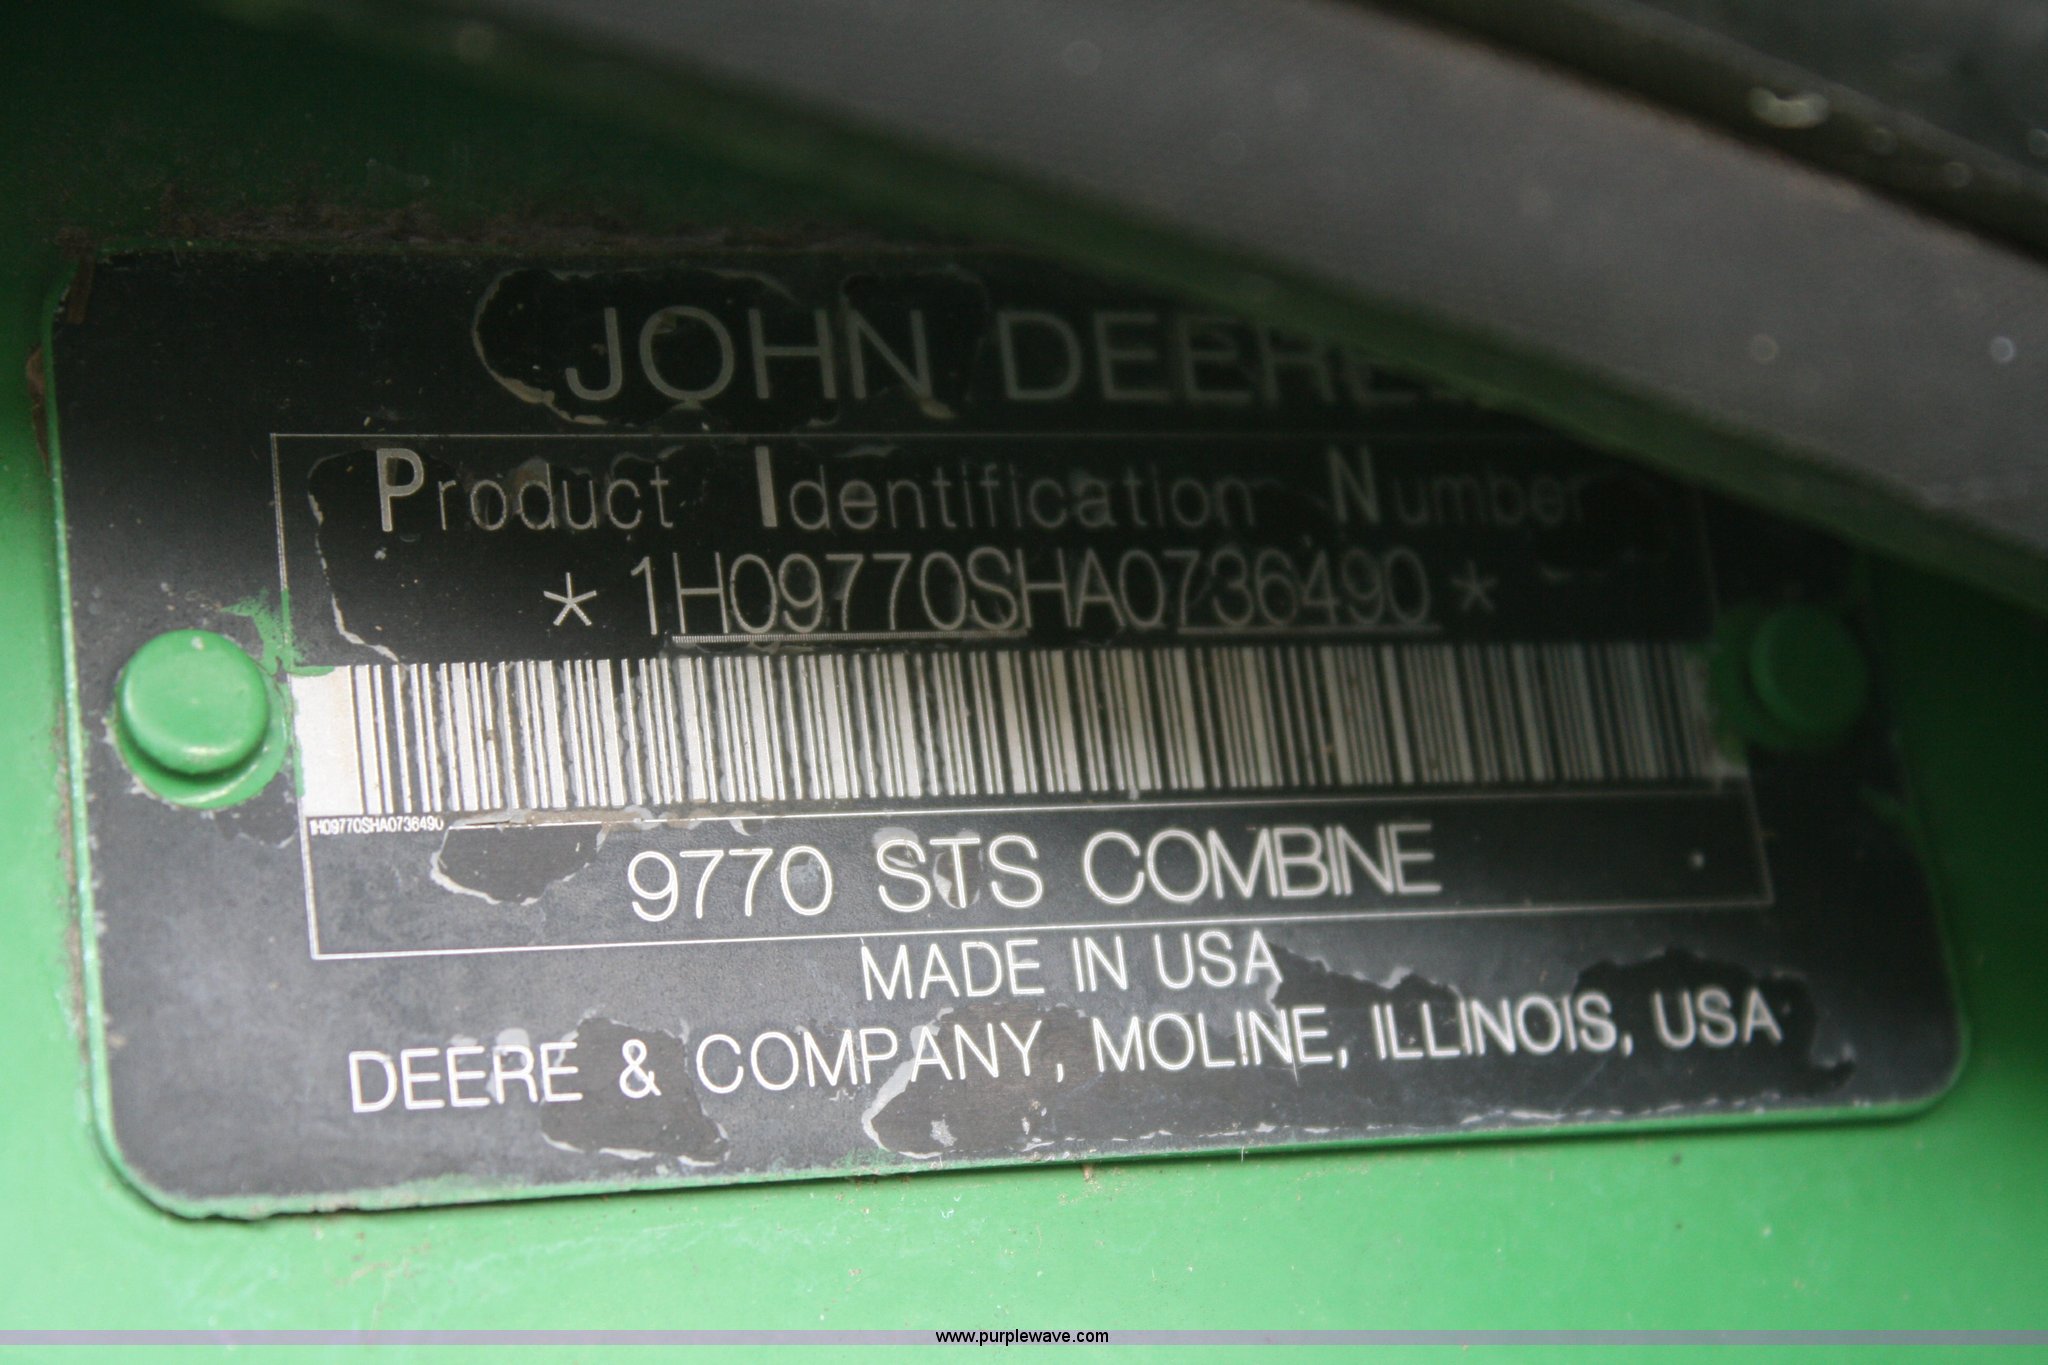 JOHN DEERE
Product Identification Number
*1H09770SHA0736490*
1H09770SHA0736490
9770 STS COMBINE
MADE IN USA
DEERE & COMPANY, MOLINE, ILLINOIS, USA
www.purplewave.com